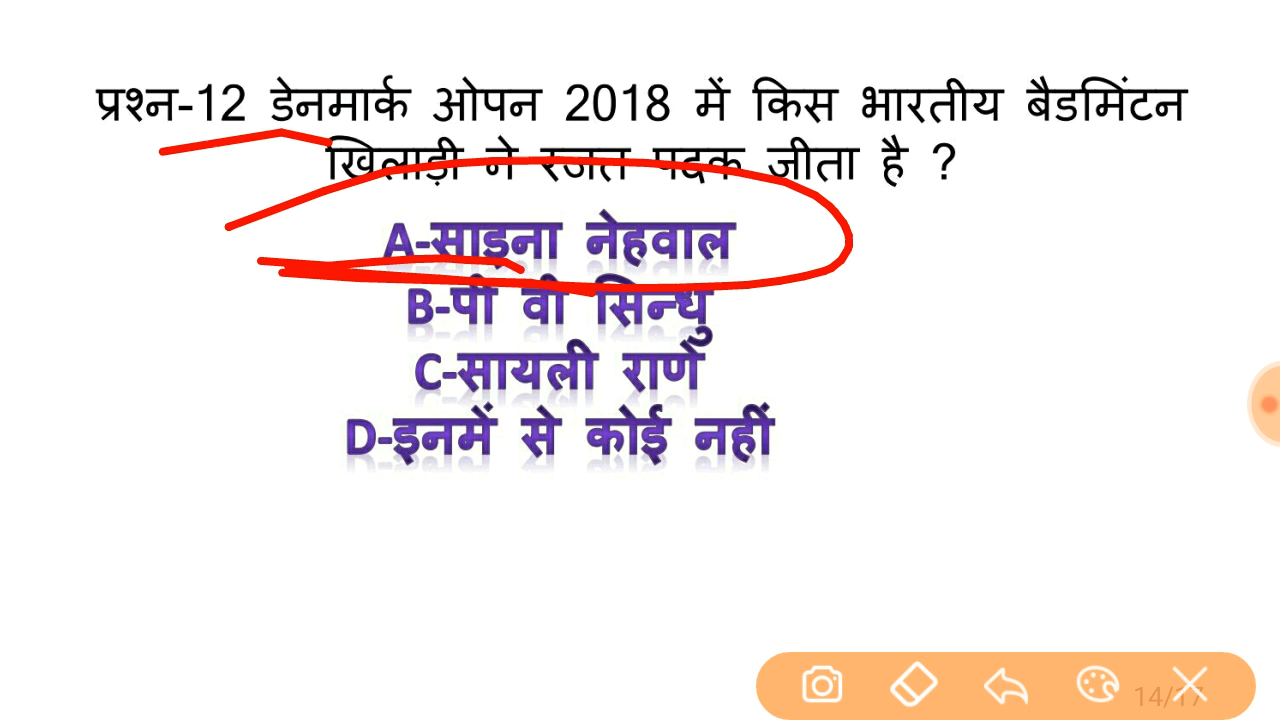 प्रश्न-12 डेनमार्क ओपन 2018 में किस भारतीय बैडमिंटन
खिलाड़ी ने रजत पदक जीता है ?
A-साइना नेहवाल
B-पी वी सिन्धु
C-सायली राणे
D-इनमें से कोई नहीं
14/17